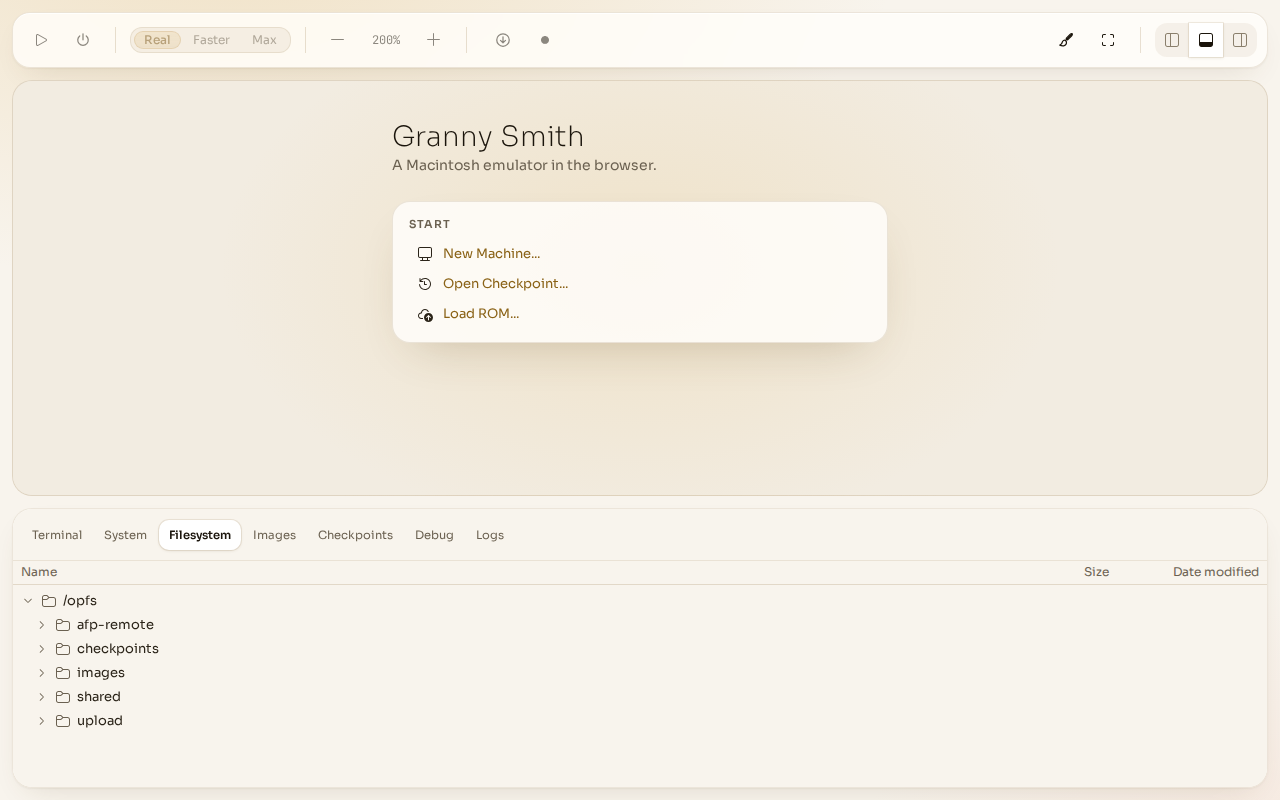 Real Faster Max 200%
Granny Smith
A Macintosh emulator in the browser.
START
New Machine...
Open Checkpoint...
Load ROM...
Terminal System Filesystem Images Checkpoints Debug Logs
Name Size Date modified
/opfs
afp-remote
checkpoints
images
shared
upload